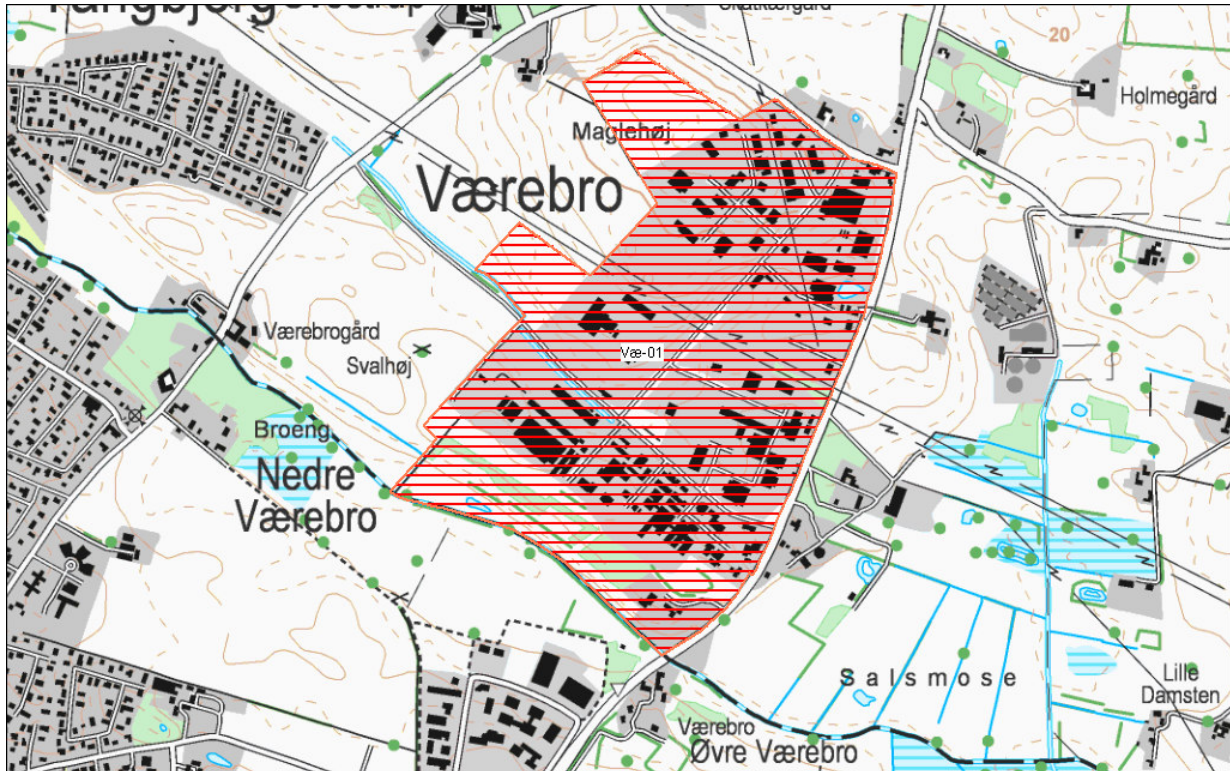 20
Holmegård
Maglehøj
Værebro
Værebrogård
Svalhøj
Væ-01
Broeng
Nedre
Værebro
Salsmose
Lille
Damsten
Værebro
Øvre Værebro